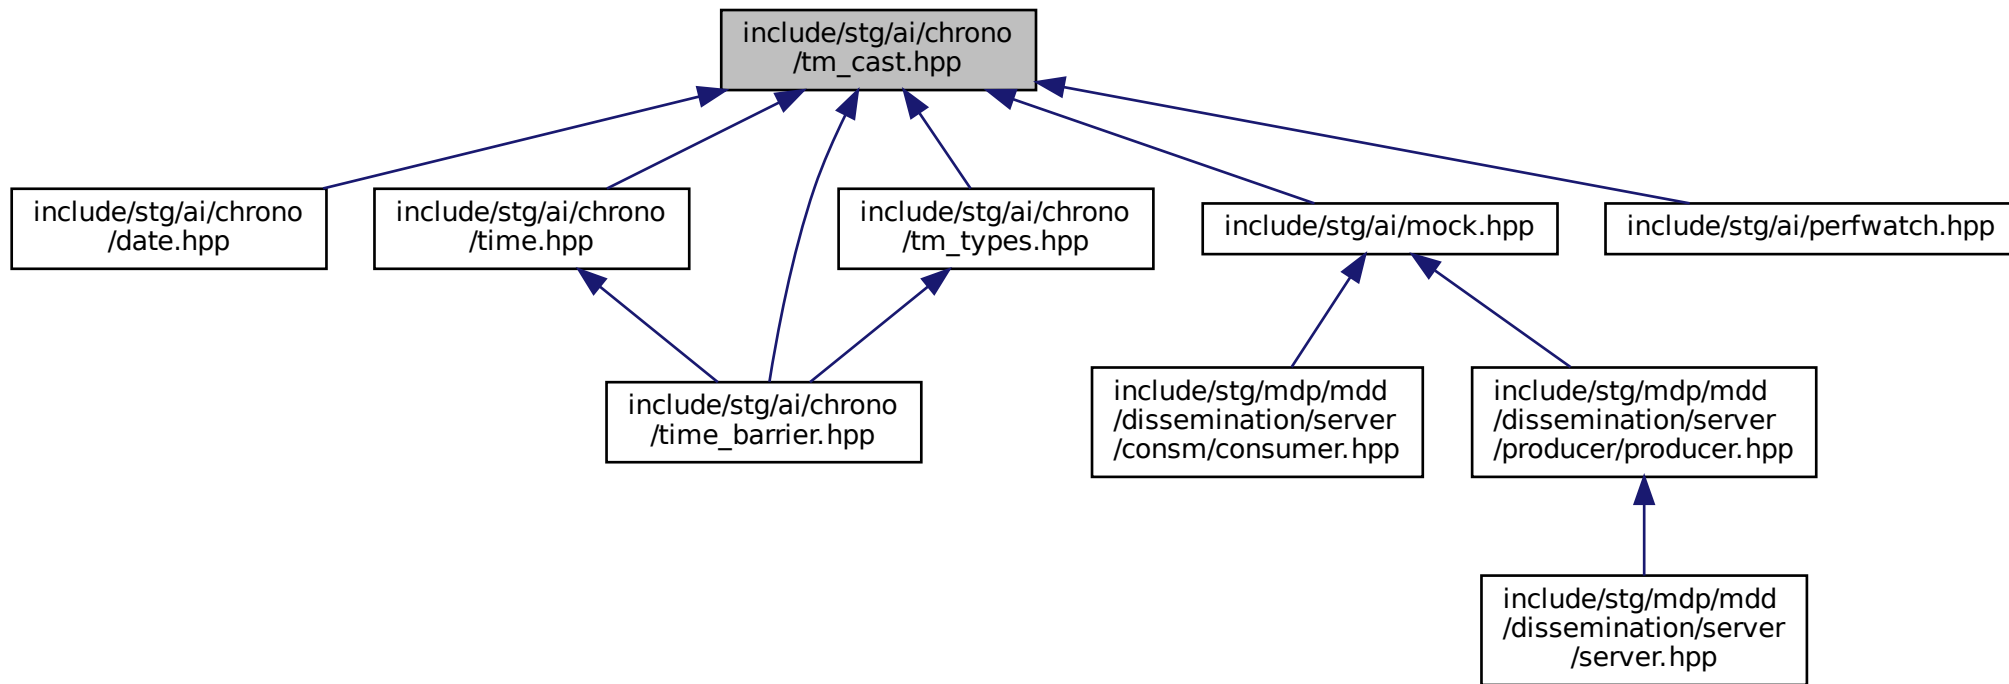 include/stg/ai/chrono
/tm_cast.hpp
include/stg/ai/chrono
/date.hpp
include/stg/ai/chrono
/time.hpp
include/stg/ai/chrono
/tm_types.hpp
include/stg/ai/mock.hpp
include/stg/ai/perfwatch.hpp
include/stg/ai/chrono
/time_barrier.hpp
include/stg/mdp/mdd
/dissemination/server
/consm/consumer.hpp
include/stg/mdp/mdd
/dissemination/server
/producer/producer.hpp
include/stg/mdp/mdd
/dissemination/server
/server.hpp